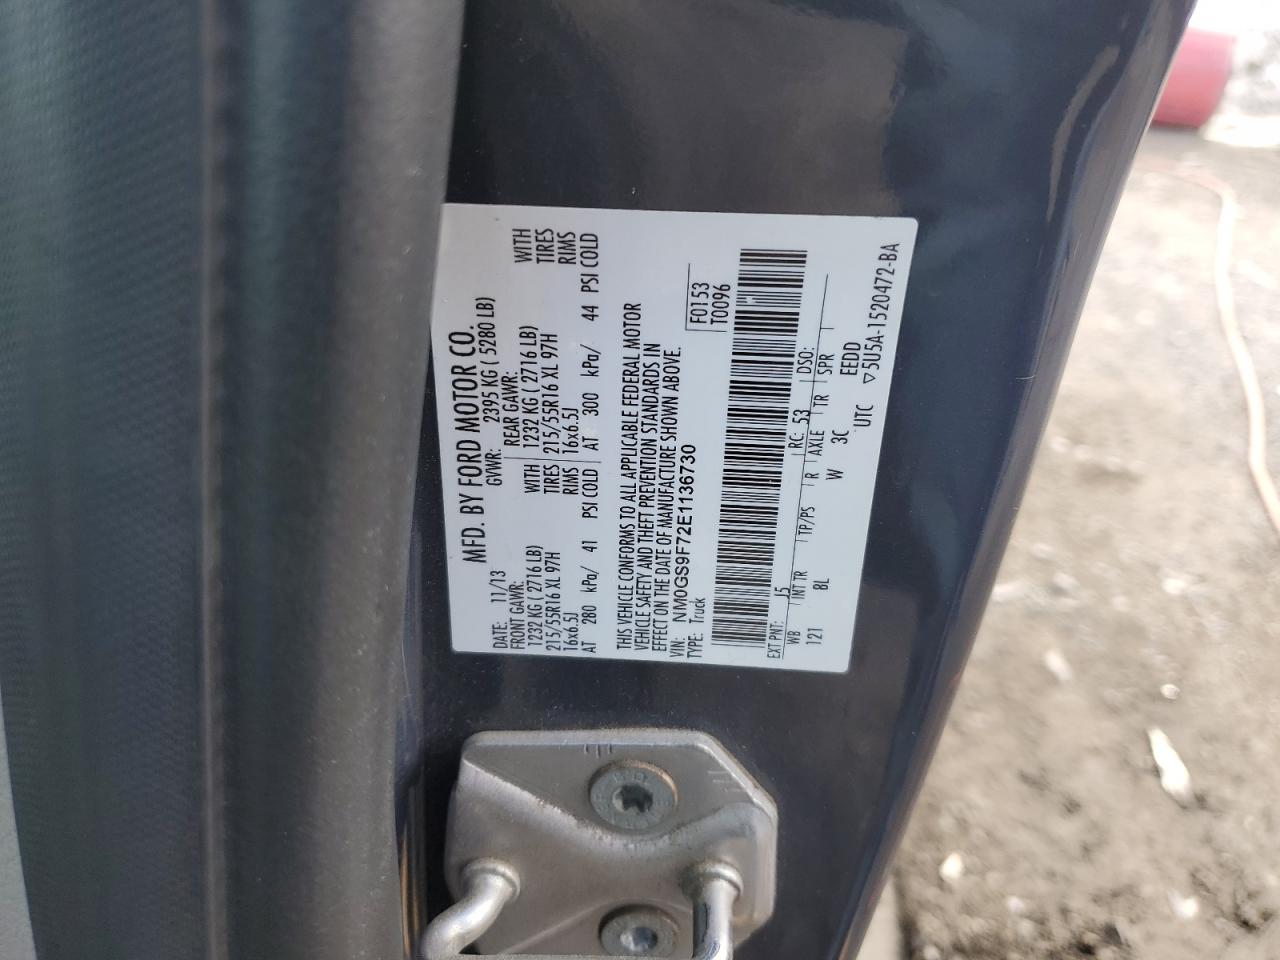 MFD. BY FORD MOTOR CO.
DATE: 11/13 GVWR: 2395 KG ( 5280 LB)
FRONT GAWR: REAR GAWR:
1232 KG ( 2716 LB) WITH 1232 KG ( 2716 LB) WITH
215/55R16 XL 97H TIRES 215/55R16 XL 97H TIRES
16x6.5J RIMS 16x6.5J RIMS
AT 280 kPa/ 41 PSI COLD AT 300 kPa/ 44 PSI COLD
THIS VEHICLE CONFORMS TO ALL APPLICABLE FEDERAL MOTOR
VEHICLE SAFETY AND THEFT PREVENTION STANDARDS IN
EFFECT ON THE DATE OF MANUFACTURE SHOWN ABOVE.
VIN: NM0GS9F72E1136730
TYPE: Truck
F0153
T0096
EXT PNT: J5 RC: 53 DSO:
WB INT TR TP/PS R AXLE TR SPR
121 8L W 3C EEDD
UTC ▽5U5A-1520472-BA